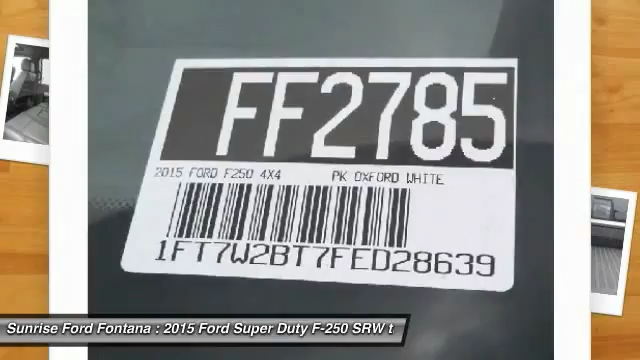 FF2785
2015 FORD F250 4X4 PK OXFORD WHITE
1FT7W2BT7FED28639
Sunrise Ford Fontana : 2015 Ford Super Duty F-250 SRW t